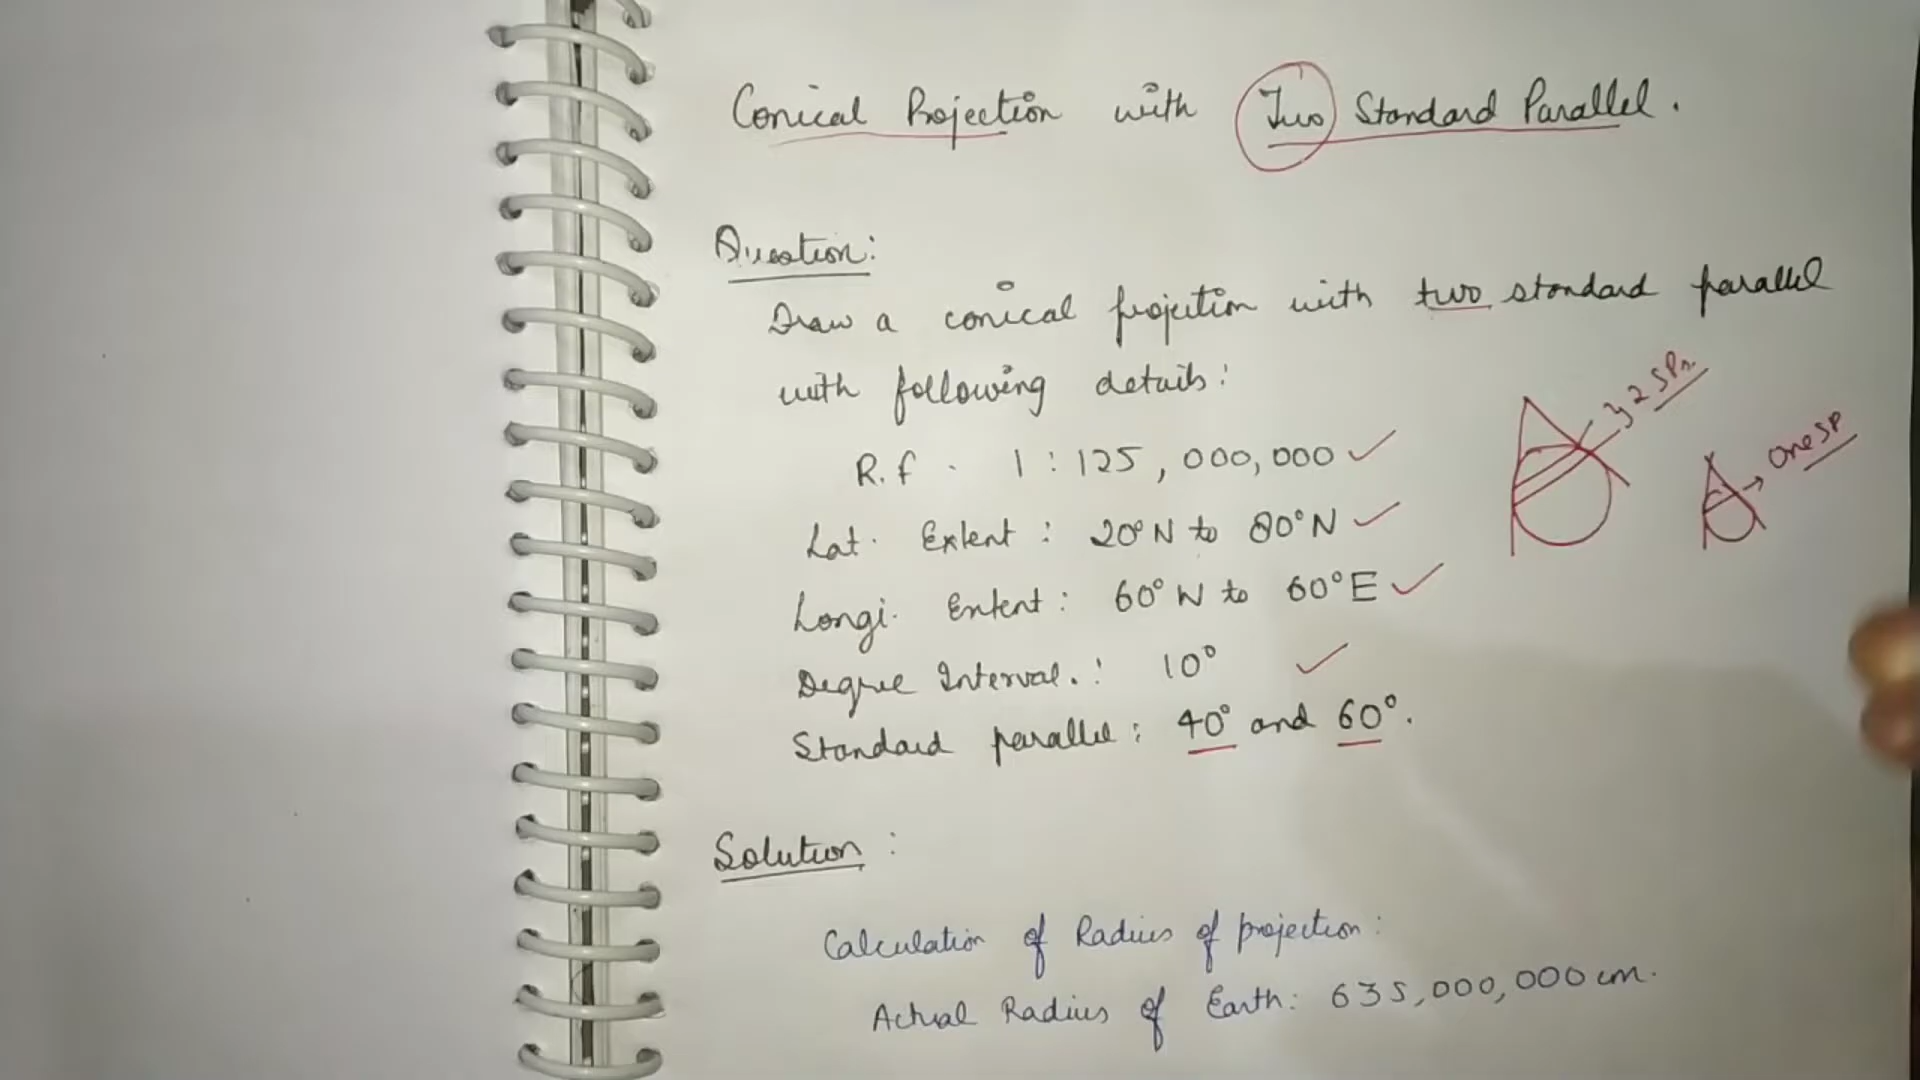 Conical Projection with Two Standard Parallel.
Question:
Draw a conical projection with two standard parallel
with following details:
} 2 SPs.
One SP
R.f - 1 : 125,000,000
Lat. Extent : 20°N to 80°N
Longi. Extent : 60°W to 60°E
Degree Interval. : 10°
Standard parallel : 40° and 60°.
Solution :
Calculation of Radius of projection :
Actual Radius of Earth : 635,000,000 cm.